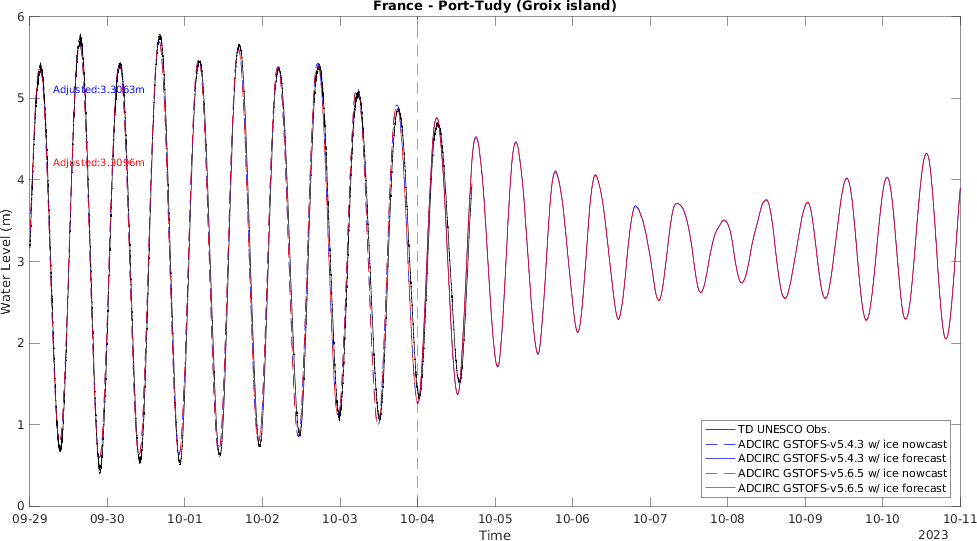 France - Port-Tudy (Groix island)
6
5
4
3
2
1
0
Water Level (m)
Adjusted:3.3063m
Adjusted:3.3096m
TD UNESCO Obs.
ADCIRC GSTOFS-v5.4.3 w/ ice nowcast
ADCIRC GSTOFS-v5.4.3 w/ ice forecast
ADCIRC GSTOFS-v5.6.5 w/ ice nowcast
ADCIRC GSTOFS-v5.6.5 w/ ice forecast
09-29 09-30 10-01 10-02 10-03 10-04 10-05 10-06 10-07 10-08 10-09 10-10 10-11
Time
2023